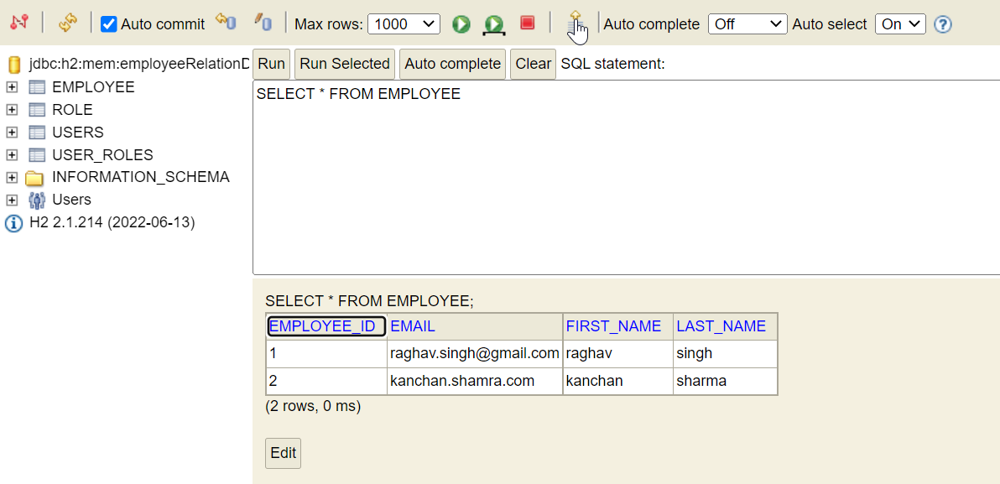 Auto commit Max rows: 1000 Auto complete Off Auto select On ?
jdbc:h2:mem:employeeRelationD
EMPLOYEE
ROLE
USERS
USER_ROLES
INFORMATION_SCHEMA
Users
H2 2.1.214 (2022-06-13)
Run Run Selected Auto complete Clear SQL statement:
SELECT * FROM EMPLOYEE
SELECT * FROM EMPLOYEE;
EMPLOYEE_ID EMAIL FIRST_NAME LAST_NAME
1 raghav.singh@gmail.com raghav singh
2 kanchan.shamra.com kanchan sharma
(2 rows, 0 ms)
Edit